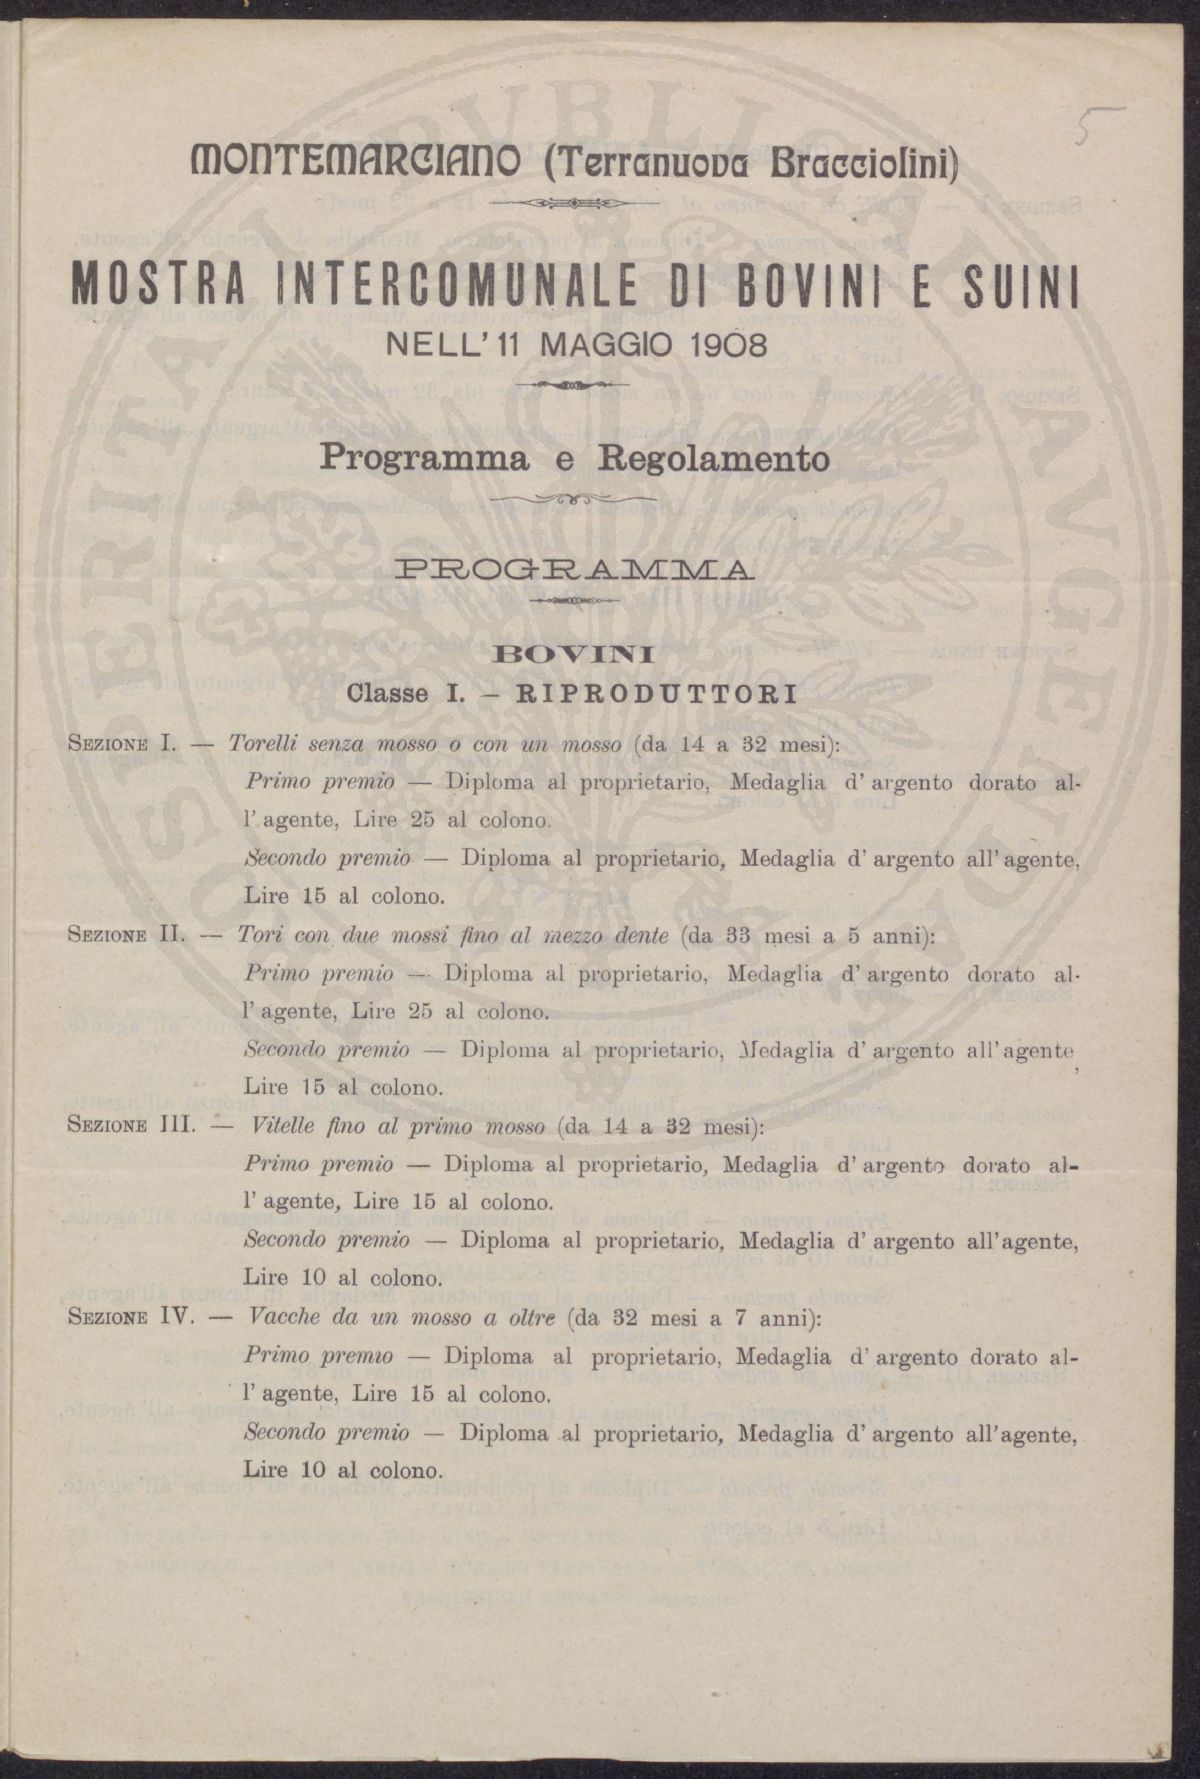 5
MONTEMARCIANO (Terranuova Bracciolini)
MOSTRA INTERCOMUNALE DI BOVINI E SUINI
NELL' 11 MAGGIO 1908
Programma e Regolamento
PROGRAMMA
BOVINI
Classe I. — RIPRODUTTORI
SEZIONE I. — Torelli senza mosso o con un mosso (da 14 a 32 mesi):
Primo premio — Diploma al proprietario, Medaglia d' argento dorato al-
l' agente, Lire 25 al colono.
Secondo premio — Diploma al proprietario, Medaglia d' argento all' agente,
Lire 15 al colono.
SEZIONE II. — Tori con due mossi fino al mezzo dente (da 33 mesi a 5 anni):
Primo premio — Diploma al proprietario, Medaglia d' argento dorato al-
l' agente, Lire 25 al colono.
Secondo premio — Diploma al proprietario, Medaglia d' argento all' agente,
Lire 15 al colono.
SEZIONE III. — Vitelle fino al primo mosso (da 14 a 32 mesi):
Primo premio — Diploma al proprietario, Medaglia d' argento dorato al-
l' agente, Lire 15 al colono.
Secondo premio — Diploma al proprietario, Medaglia d' argento all' agente,
Lire 10 al colono.
SEZIONE IV. — Vacche da un mosso a oltre (da 32 mesi a 7 anni):
Primo premio — Diploma al proprietario, Medaglia d' argento dorato al-
l' agente, Lire 15 al colono.
Secondo premio — Diploma al proprietario, Medaglia d' argento all' agente,
Lire 10 al colono.